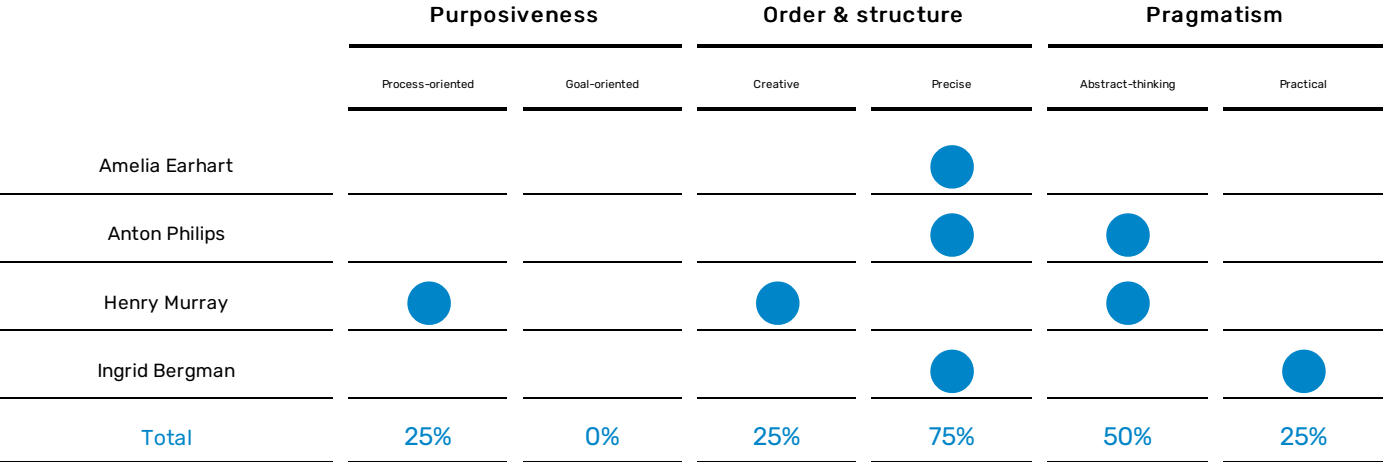 Purposiveness Order & structure Pragmatism
Process-oriented Goal-oriented Creative Precise Abstract-thinking Practical
Amelia Earhart
Anton Philips
Henry Murray
Ingrid Bergman
Total 25% 0% 25% 75% 50% 25%